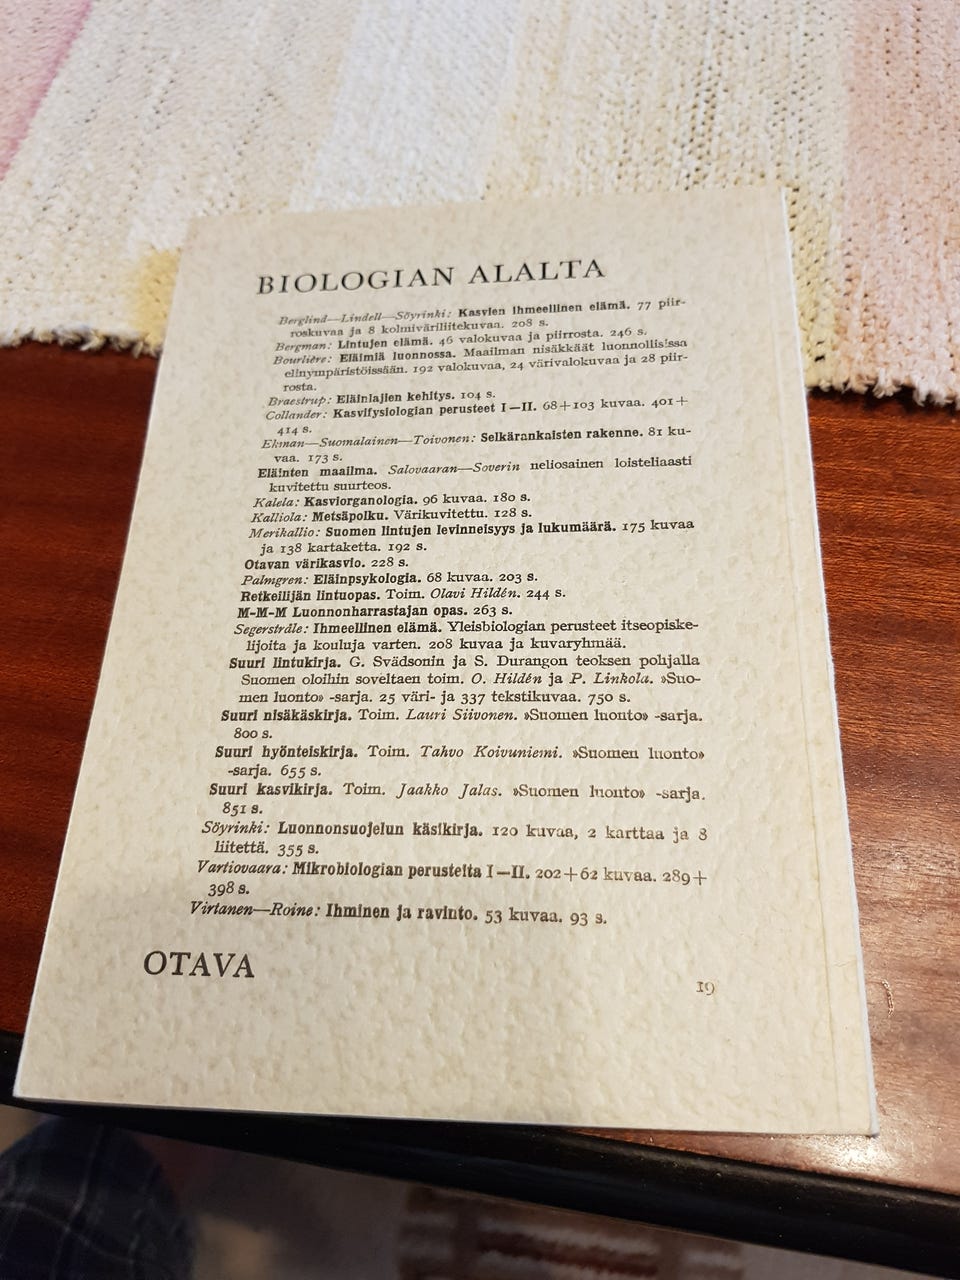 BIOLOGIAN ALALTA
Berglind—Lindell—Söyrinki: Kasvien ihmeellinen elämä. 77 piir-
roskuvaa ja 8 kolmiväriliitekuvaa. 208 s.
Bergman: Lintujen elämä. 46 valokuvaa ja piirrosta. 246 s.
Bourlière: Eläimiä luonnossa. Maailman nisäkkäät luonnollisissa
elinympäristöissään. 192 valokuvaa, 24 värivalokuvaa ja 28 piir-
rosta.
Braestrup: Eläinlajien kehitys. 104 s.
Collander: Kasvifysiologian perusteet I—II. 68+103 kuvaa. 401+
414 s.
Ekman—Suomalainen—Toivonen: Selkärankaisten rakenne. 81 ku-
vaa. 173 s.
Eläinten maailma. Salovaaran—Soverin neliosainen loisteliaasti
kuvitettu suurteos.
Kalela: Kasviorganologia. 96 kuvaa. 180 s.
Kalliola: Metsäpolku. Värikuvitettu. 128 s.
Merikallio: Suomen lintujen levinneisyys ja lukumäärä. 175 kuvaa
ja 138 kartaketta. 192 s.
Otavan värikasvio. 228 s.
Palmgren: Eläinpsykologia. 68 kuvaa. 203 s.
Retkeilijän lintuopas. Toim. Olavi Hildén. 244 s.
M-M-M Luonnonharrastajan opas. 263 s.
Segerstråle: Ihmeellinen elämä. Yleisbiologian perusteet itseopiske-
lijoita ja kouluja varten. 208 kuvaa ja kuvaryhmää.
Suuri lintukirja. G. Svädsonin ja S. Durangon teoksen pohjalla
Suomen oloihin soveltaen toim. O. Hildén ja P. Linkola. »Suo-
men luonto» -sarja. 25 väri- ja 337 tekstikuvaa. 750 s.
Suuri nisäkäskirja. Toim. Lauri Siivonen. »Suomen luonto» -sarja.
800 s.
Suuri hyönteiskirja. Toim. Tahvo Koivuniemi. »Suomen luonto»
-sarja. 655 s.
Suuri kasvikirja. Toim. Jaakko Jalas. »Suomen luonto» -sarja.
851 s.
Söyrinki: Luonnonsuojelun käsikirja. 120 kuvaa, 2 karttaa ja 8
liitettä. 355 s.
Vartiovaara: Mikrobiologian perusteita I—II. 202+62 kuvaa. 289+
398 s.
Virtanen—Roine: Ihminen ja ravinto. 53 kuvaa. 93 s.
OTAVA
19